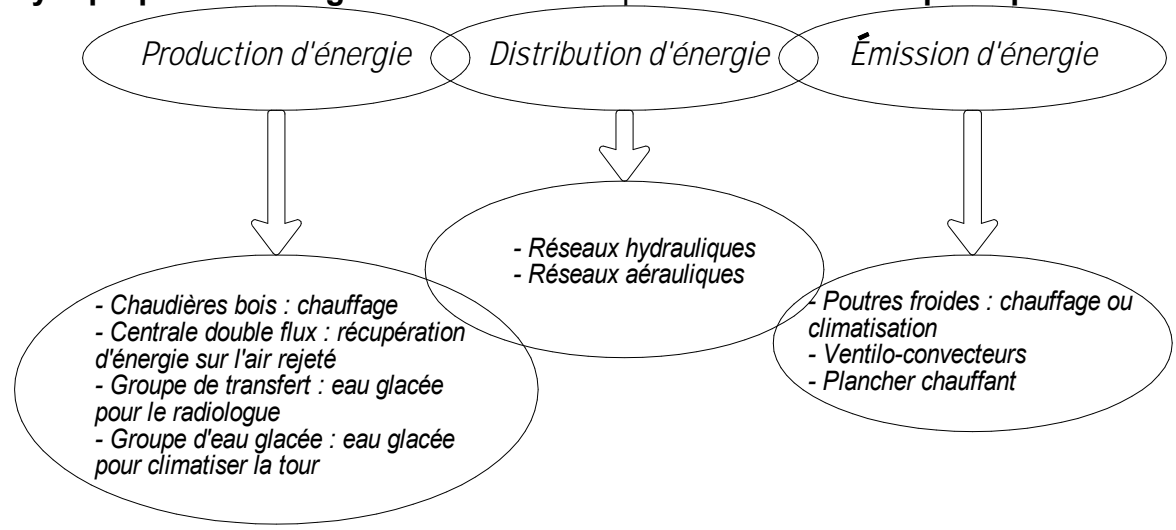 Production d'énergie
Distribution d'énergie
Émission d'énergie
- Réseaux hydrauliques
- Réseaux aérauliques
- Chaudières bois : chauffage
- Centrale double flux : récupération
d'énergie sur l'air rejeté
- Groupe de transfert : eau glacée
pour le radiologue
- Groupe d'eau glacée : eau glacée
pour climatiser la tour
- Poutres froides : chauffage ou
climatisation
- Ventilo-convecteurs
- Plancher chauffant